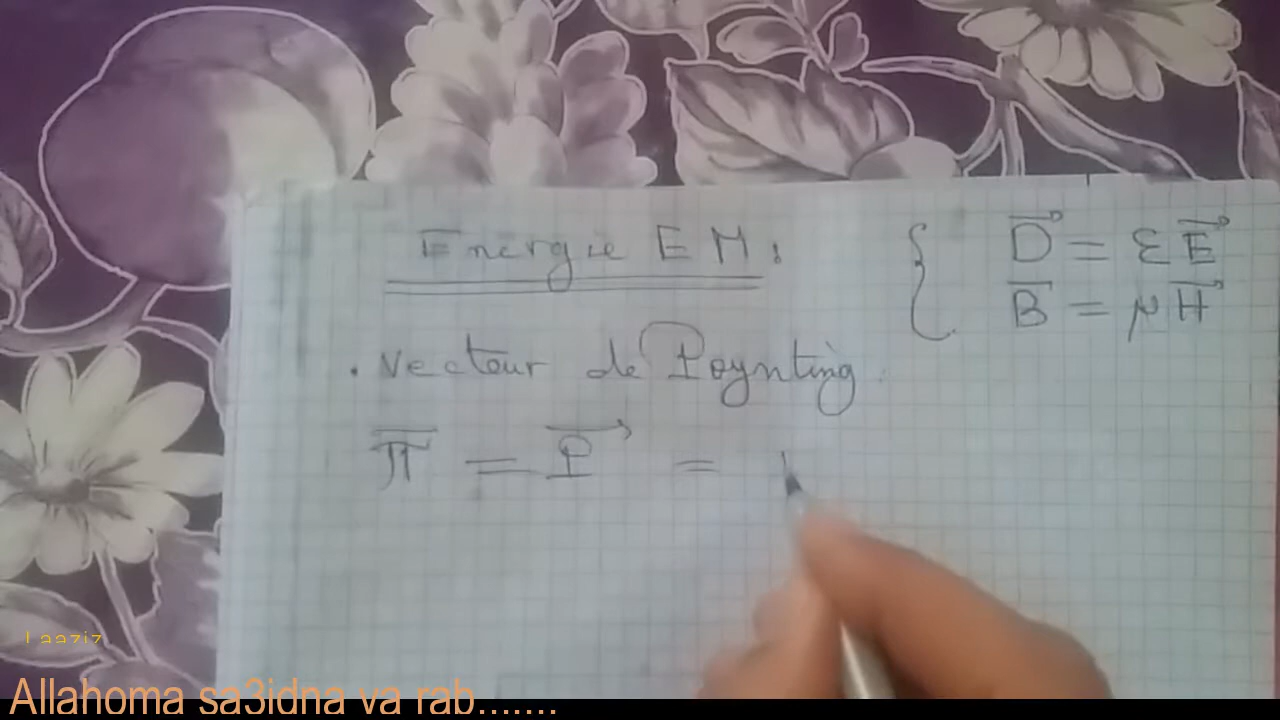 Energie EM :
{ D⃗ = εE⃗
B⃗ = μH⃗
. Vecteur de Poynting.
π⃗ = P⃗ =
Laaziz
Allahoma sa3idna va rab.......